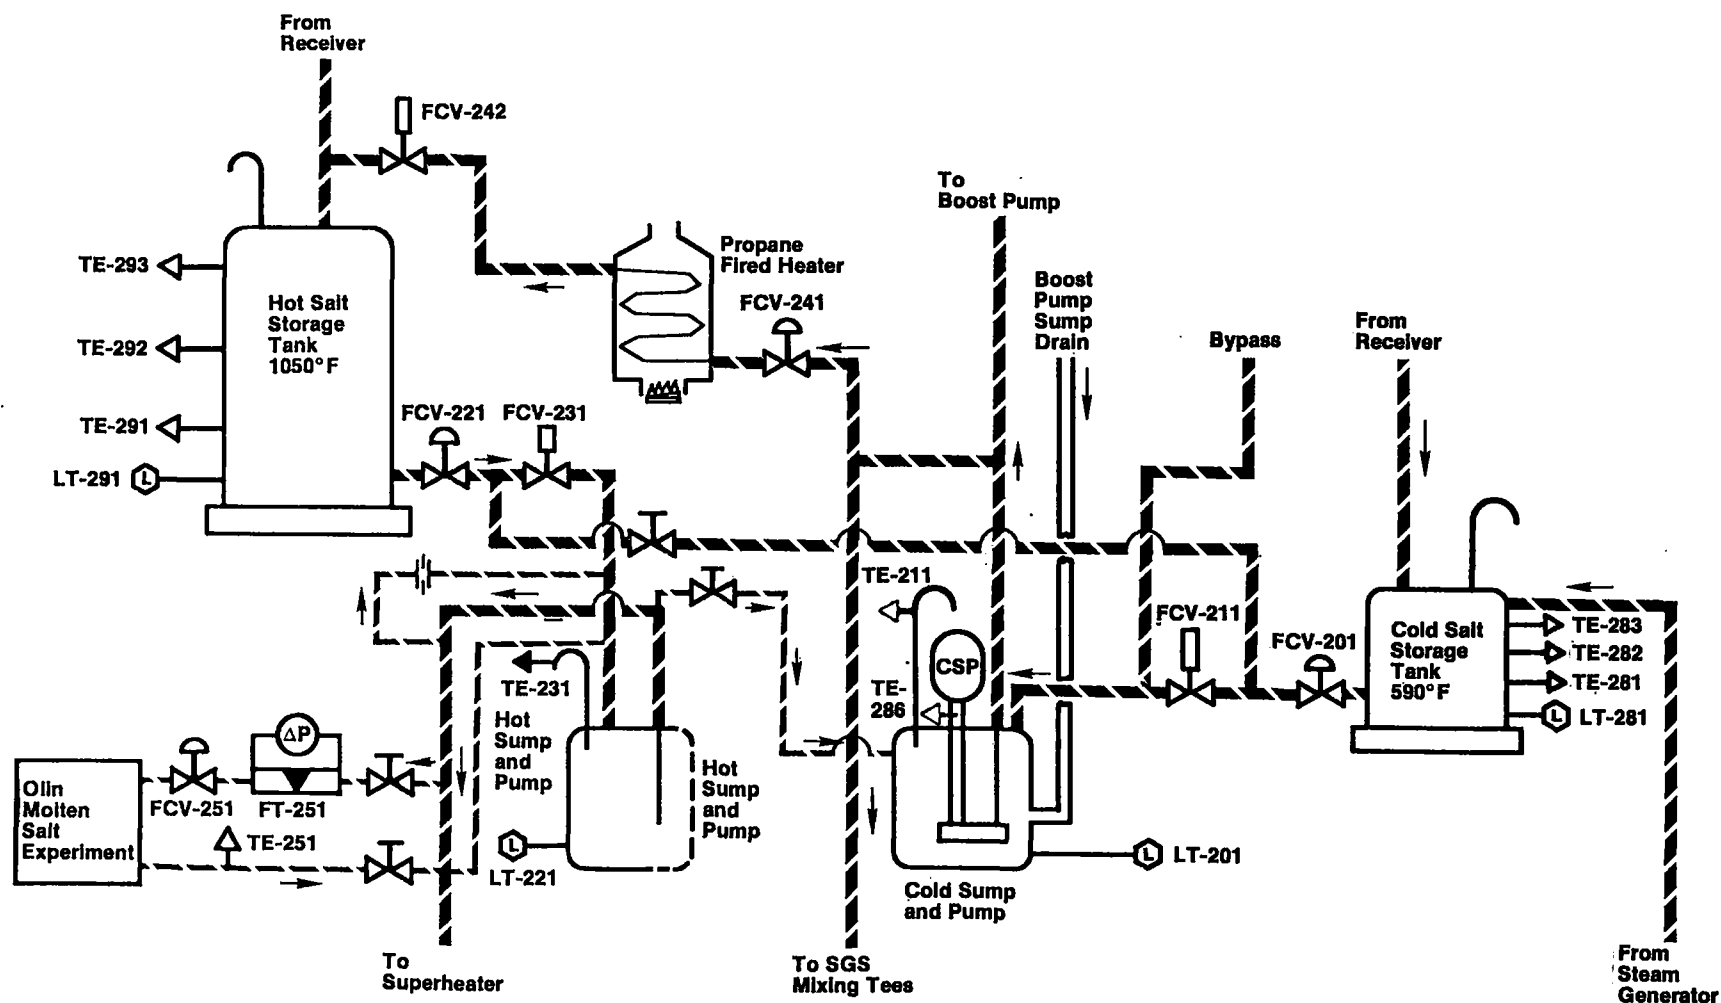 From
Receiver
FCV-242
To
Boost Pump
TE-293
Propane
Fired Heater
Boost
Pump
Sump
Drain
Hot Salt
Storage
Tank
1050°F
FCV-241
TE-292
Bypass
From
Receiver
TE-291
FCV-221
FCV-231
LT-291
L
TE-211
FCV-211
FCV-201
Cold Salt
Storage
Tank
590°F
TE-283
TE-282
TE-281
L
LT-281
CSP
TE-
286
TE-231
Hot
Sump
and
Pump
Hot
Sump
and
Pump
ΔP
Olin
Molten
Salt
Experiment
FCV-251
FT-251
TE-251
L
LT-221
L
LT-201
Cold Sump
and Pump
To
Superheater
To SGS
Mixing Tees
From
Steam
Generator